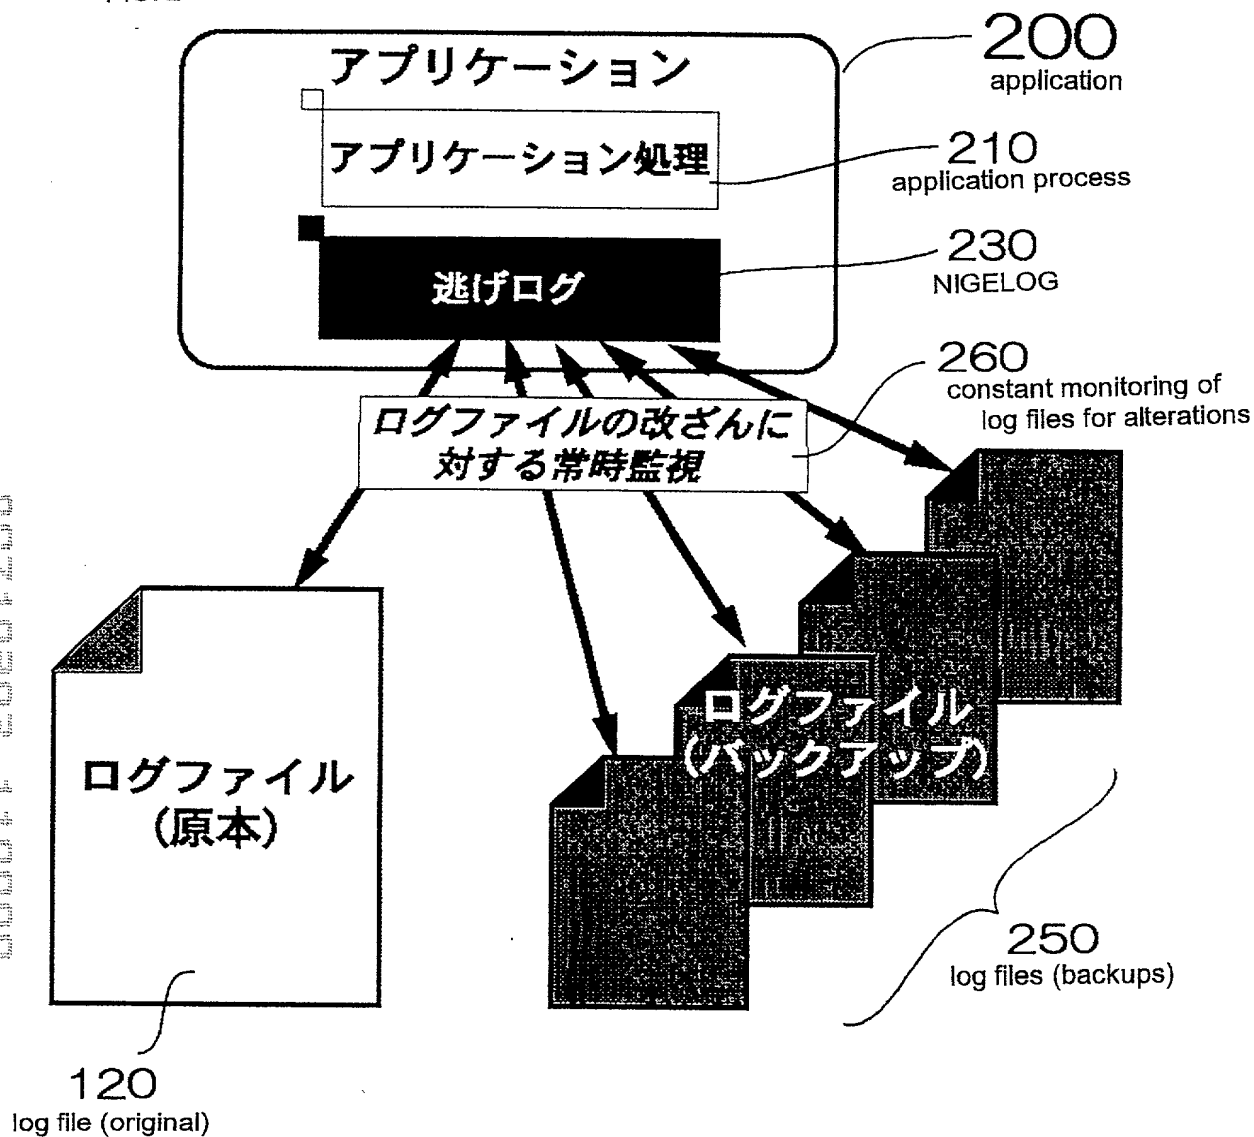 アプリケーション
200
application
アプリケーション処理
210
application process
逃げログ
230
NIGELOG
260
constant monitoring of
log files for alterations
ログファイルの改ざんに
対する常時監視
ログファイル
(バックアップ)
ログファイル
(原本)
250
log files (backups)
120
log file (original)